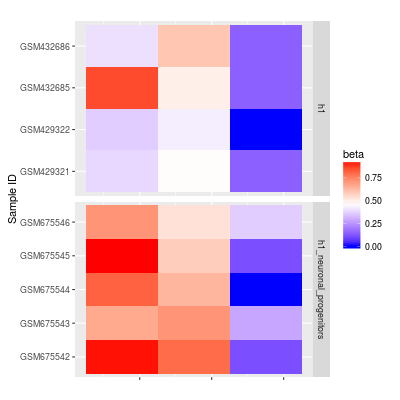 GSM432686
GSM432685
GSM429322
GSM429321
h1
GSM675546
GSM675545
GSM675544
GSM675543
GSM675542
h1_neuronal_progenitors
Sample ID
beta
0.75
0.50
0.25
0.00